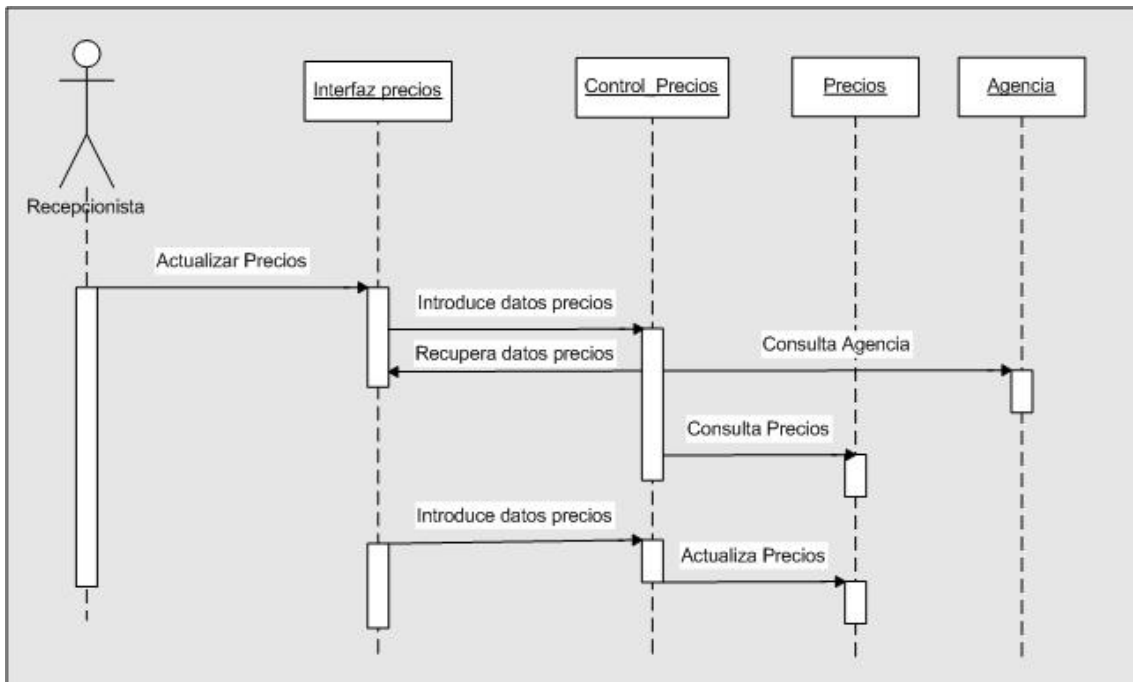 Interfaz precios
Control_Precios
Precios
Agencia
Recepcionista
Actualizar Precios
Introduce datos precios
Recupera datos precios
Consulta Agencia
Consulta Precios
Introduce datos precios
Actualiza Precios